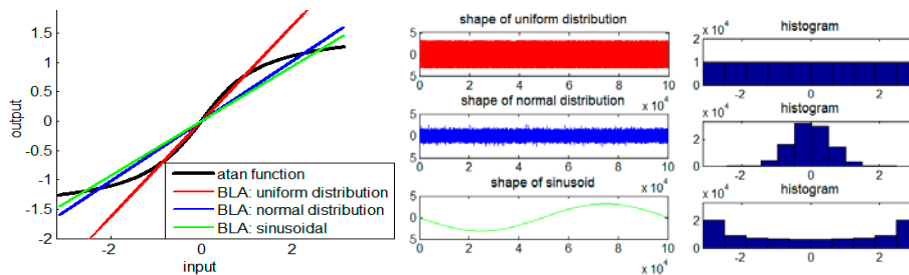 1.5
1
0.5
0
-0.5
-1
-1.5
-2
output
-2
0
2
input
atan function
BLA: uniform distribution
BLA: normal distribution
BLA: sinusoidal
shape of uniform distribution
5
0
5
0 2 4 6 8 10
x 10^4
shape of normal distribution
5
0
5
0 2 4 6 8 10
x 10^4
shape of sinusoid
5
0
5
0 2 4 6 8 10
x 10^4
x 10^4
histogram
2
1
0
-2 0 2
x 10^4
histogram
2
0
-2 0 2
x 10^4
histogram
4
2
0
-2 0 2